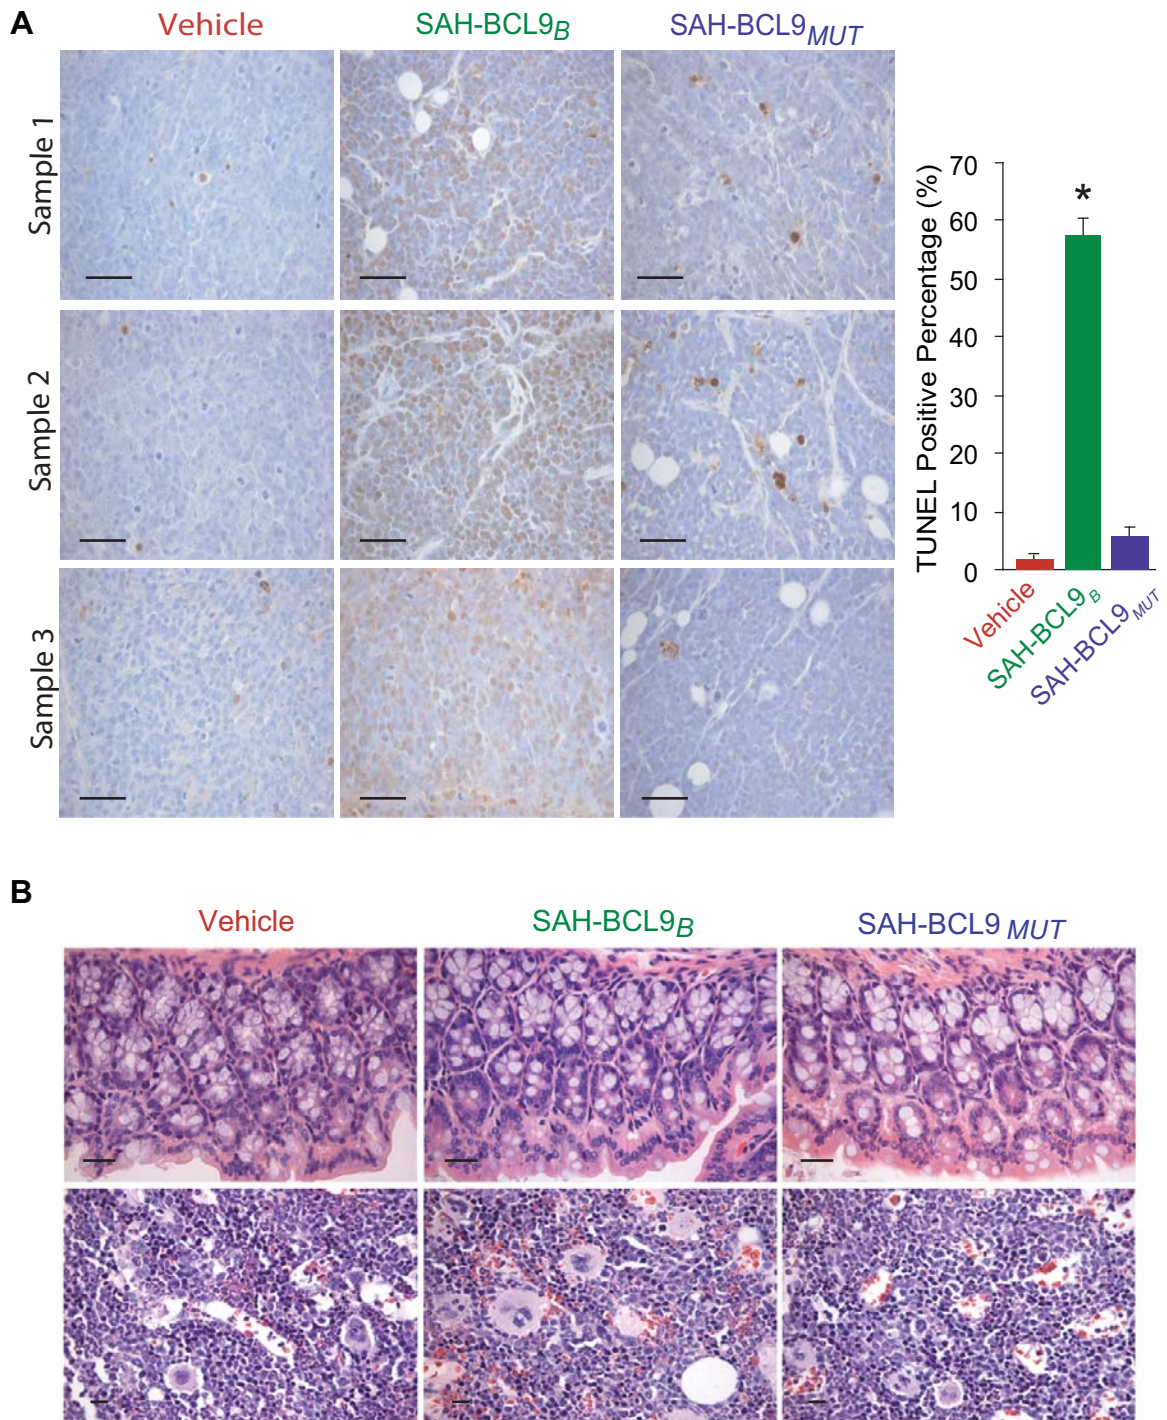 A
Vehicle SAH-BCL9B SAH-BCL9MUT
Sample 1
Sample 2
Sample 3
TUNEL Positive Percentage (%)
70
60
50
40
30
20
10
0
*
Vehicle
SAH-BCL9B
SAH-BCL9MUT
B
Vehicle SAH-BCL9B SAH-BCL9 MUT